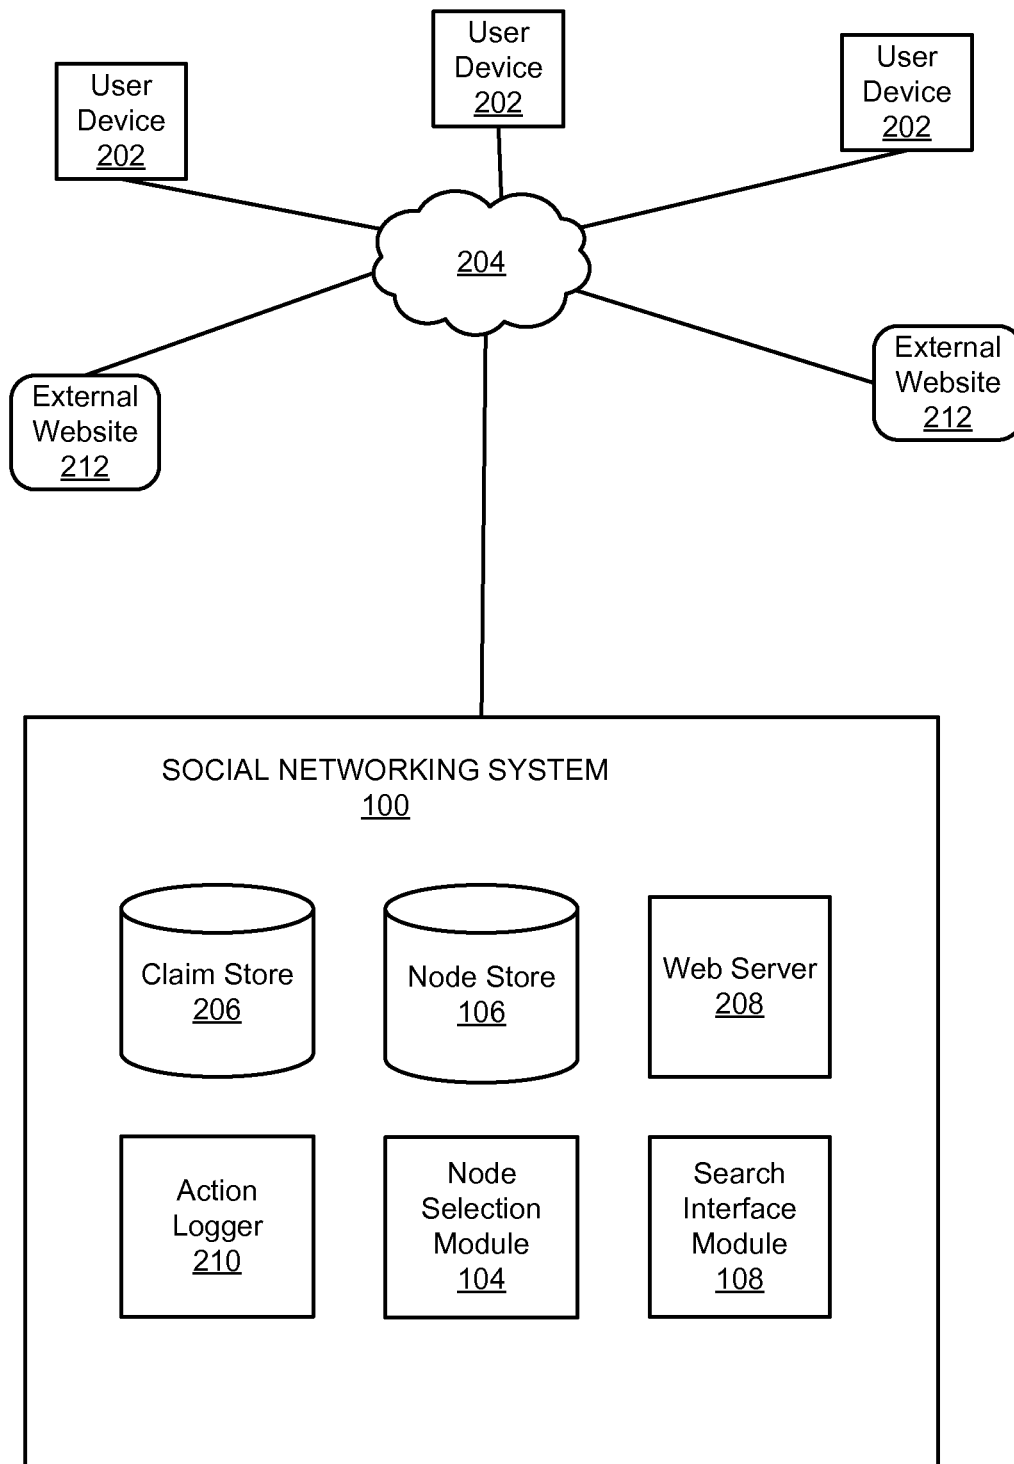 User
Device
202
User
Device
202
User
Device
202
204
External
Website
212
External
Website
212
SOCIAL NETWORKING SYSTEM
100
Claim Store
206
Node Store
106
Web Server
208
Action
Logger
210
Node
Selection
Module
104
Search
Interface
Module
108